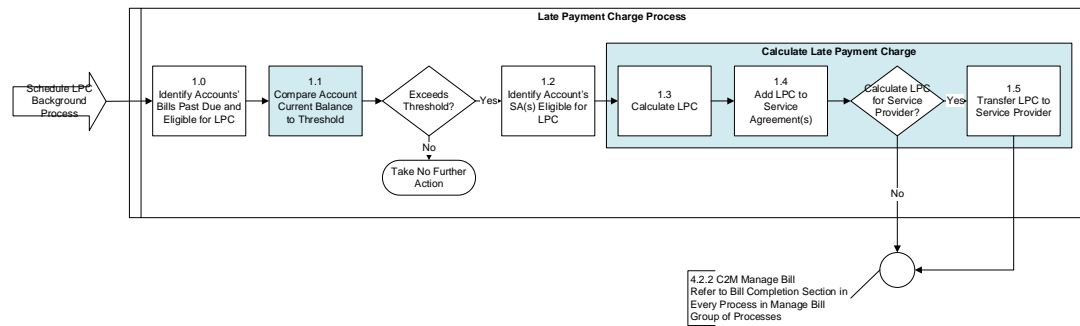 Late Payment Charge Process
Calculate Late Payment Charge
Schedule LPC
Background
Process
1.0
Identify Accounts'
Bills Past Due and
Eligible for LPC
1.1
Compare Account
Current Balance
to Threshold
Exceeds
Threshold?
Yes
1.2
Identify Account's
SA(s) Eligible for
LPC
1.3
Calculate LPC
1.4
Add LPC to
Service
Agreement(s)
Calculate LPC
for Service
Provider?
Yes
1.5
Transfer LPC to
Service Provider
No
Take No Further
Action
No
4.2.2 C2M Manage Bill
Refer to Bill Completion Section in
Every Process in Manage Bill
Group of Processes